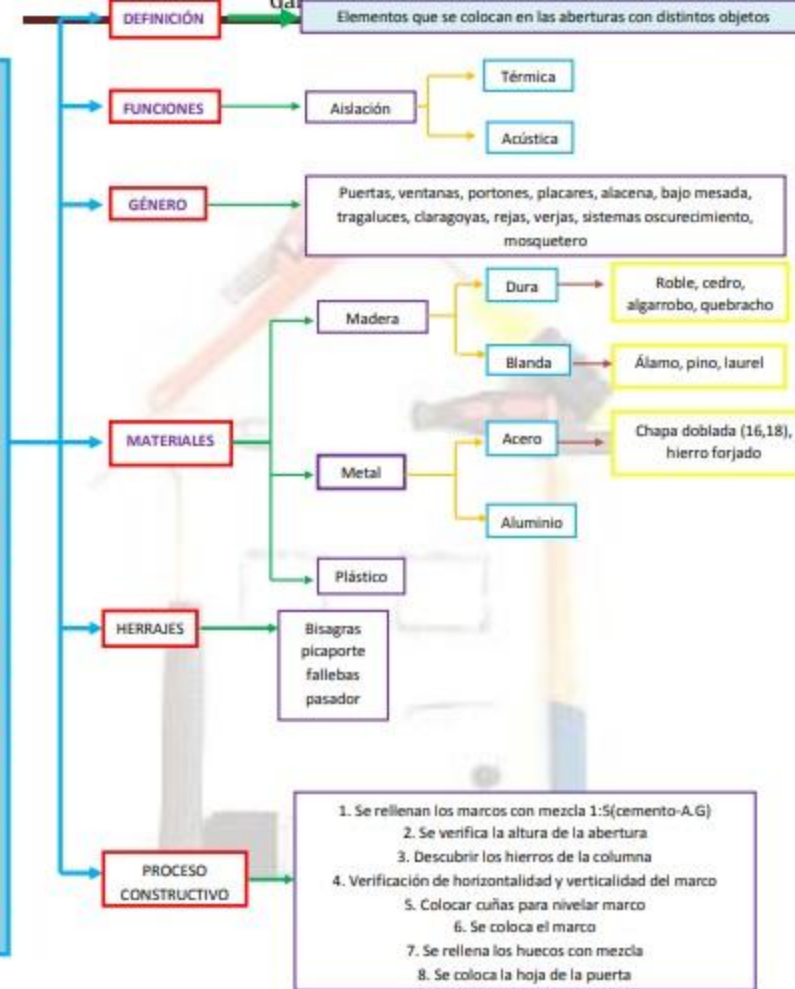 DEFINICIÓN
Elementos que se colocan en las aberturas con distintos objetos
FUNCIONES
Aislación
Térmica
Acústica
GÉNERO
Puertas, ventanas, portones, placares, alacena, bajo mesada,
tragaluces, claragoyas, rejas, verjas, sistemas oscurecimiento,
mosquetero
MATERIALES
Madera
Dura
Roble, cedro,
algarrobo, quebracho
Blanda
Álamo, pino, laurel
Metal
Acero
Chapa doblada (16,18),
hierro forjado
Aluminio
Plástico
HERRAJES
Bisagras
picaporte
fallebas
pasador
PROCESO
CONSTRUCTIVO
1. Se rellenan los marcos con mezcla 1:5(cemento-A.G)
2. Se verifica la altura de la abertura
3. Descubrir los hierros de la columna
4. Verificación de horizontalidad y verticalidad del marco
5. Colocar cuñas para nivelar marco
6. Se coloca el marco
7. Se rellena los huecos con mezcla
8. Se coloca la hoja de la puerta